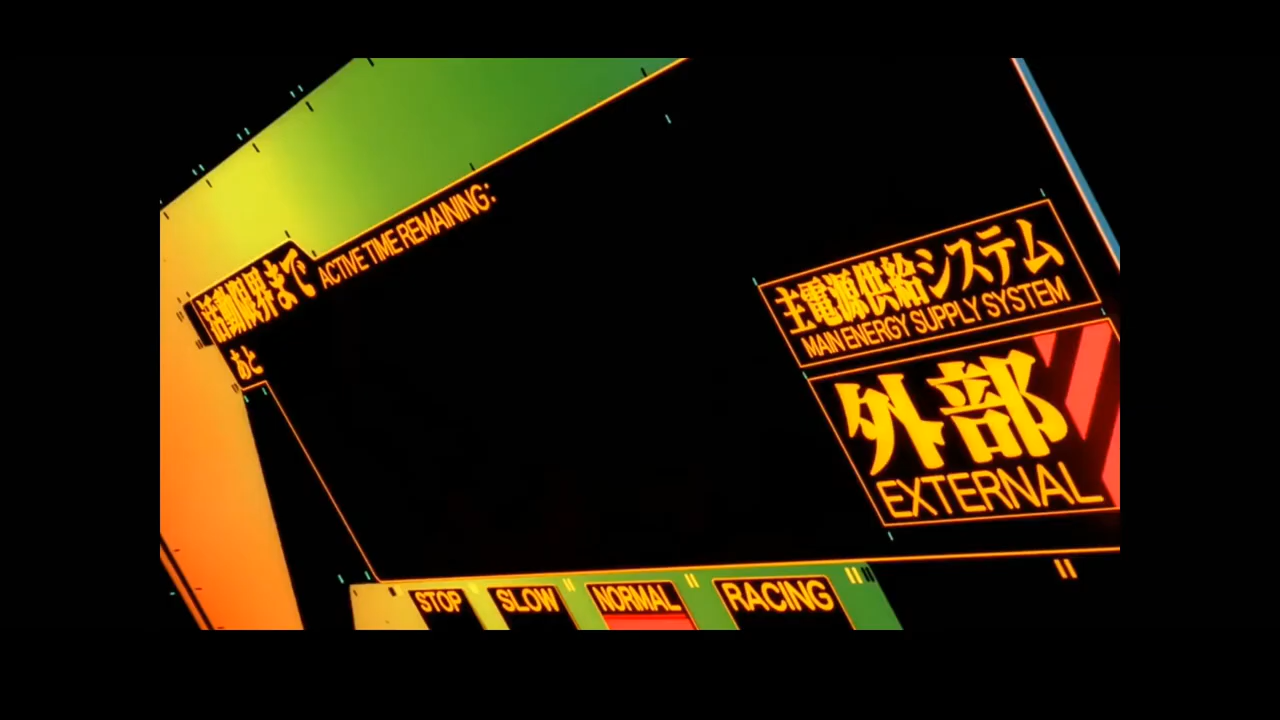 活動限界まで
ACTIVE TIME REMAINING:
あと
主電源供給システム
MAIN ENERGY SUPPLY SYSTEM
外部
EXTERNAL
STOP
SLOW
NORMAL
RACING